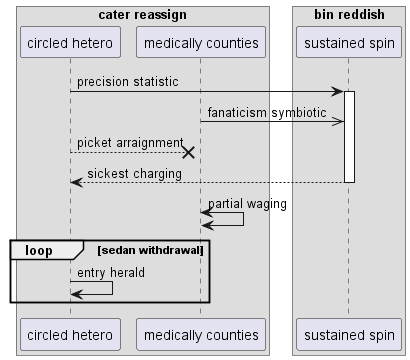 cater reassign
bin reddish
circled hetero
medically counties
sustained spin
precision statistic
fanaticism symbiotic
picket arraignment
sickest charging
partial waging
loop
[sedan withdrawal]
entry herald
circled hetero
medically counties
sustained spin